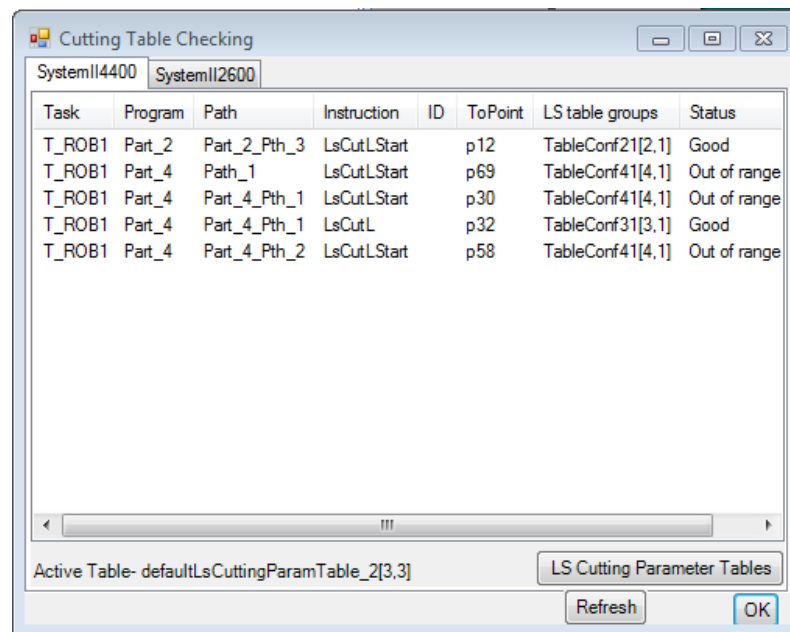 Cutting Table Checking
SystemII4400 SystemII2600
Task Program Path Instruction ID ToPoint LS table groups Status
T_ROB1 Part_2 Part_2_Pth_3 LsCutLStart p12 TableConf21[2,1] Good
T_ROB1 Part_4 Path_1 LsCutLStart p69 TableConf41[4,1] Out of range
T_ROB1 Part_4 Part_4_Pth_1 LsCutLStart p30 TableConf41[4,1] Out of range
T_ROB1 Part_4 Part_4_Pth_1 LsCutL p32 TableConf31[3,1] Good
T_ROB1 Part_4 Part_4_Pth_2 LsCutLStart p58 TableConf41[4,1] Out of range
Active Table- defaultLsCuttingParamTable_2[3,3] LS Cutting Parameter Tables
Refresh OK